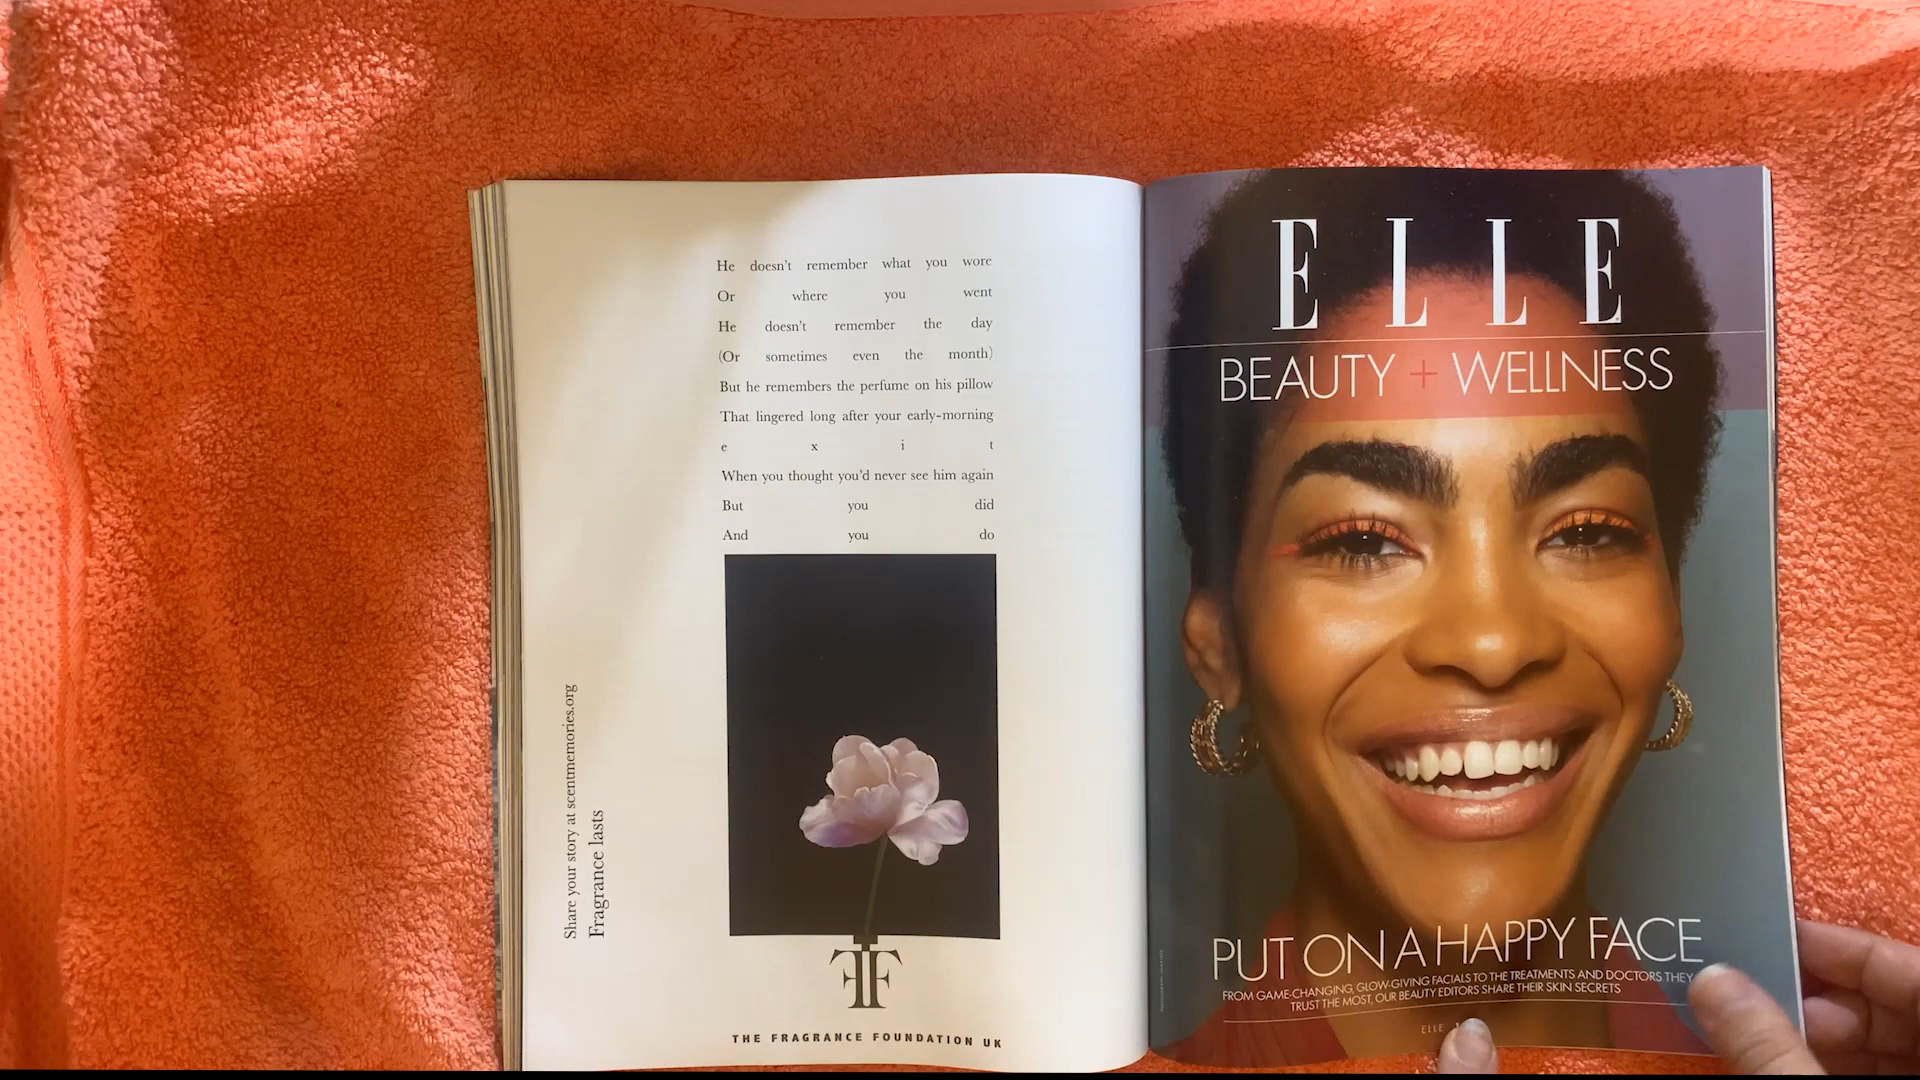 He doesn't remember what you wore
Or where you went
He doesn't remember the day
(Or sometimes even the month)
But he remembers the perfume on his pillow
That lingered long after your early-morning
e x i t
When you thought you'd never see him again
But you did
And you do
Share your story at scentmemories.org
Fragrance lasts
FF
THE FRAGRANCE FOUNDATION UK
ELLE
BEAUTY + WELLNESS
PUT ON A HAPPY FACE
FROM GAME-CHANGING, GLOW-GIVING FACIALS TO THE TREATMENTS AND DOCTORS THEY
TRUST THE MOST, OUR BEAUTY EDITORS SHARE THEIR SKIN SECRETS
ELLE